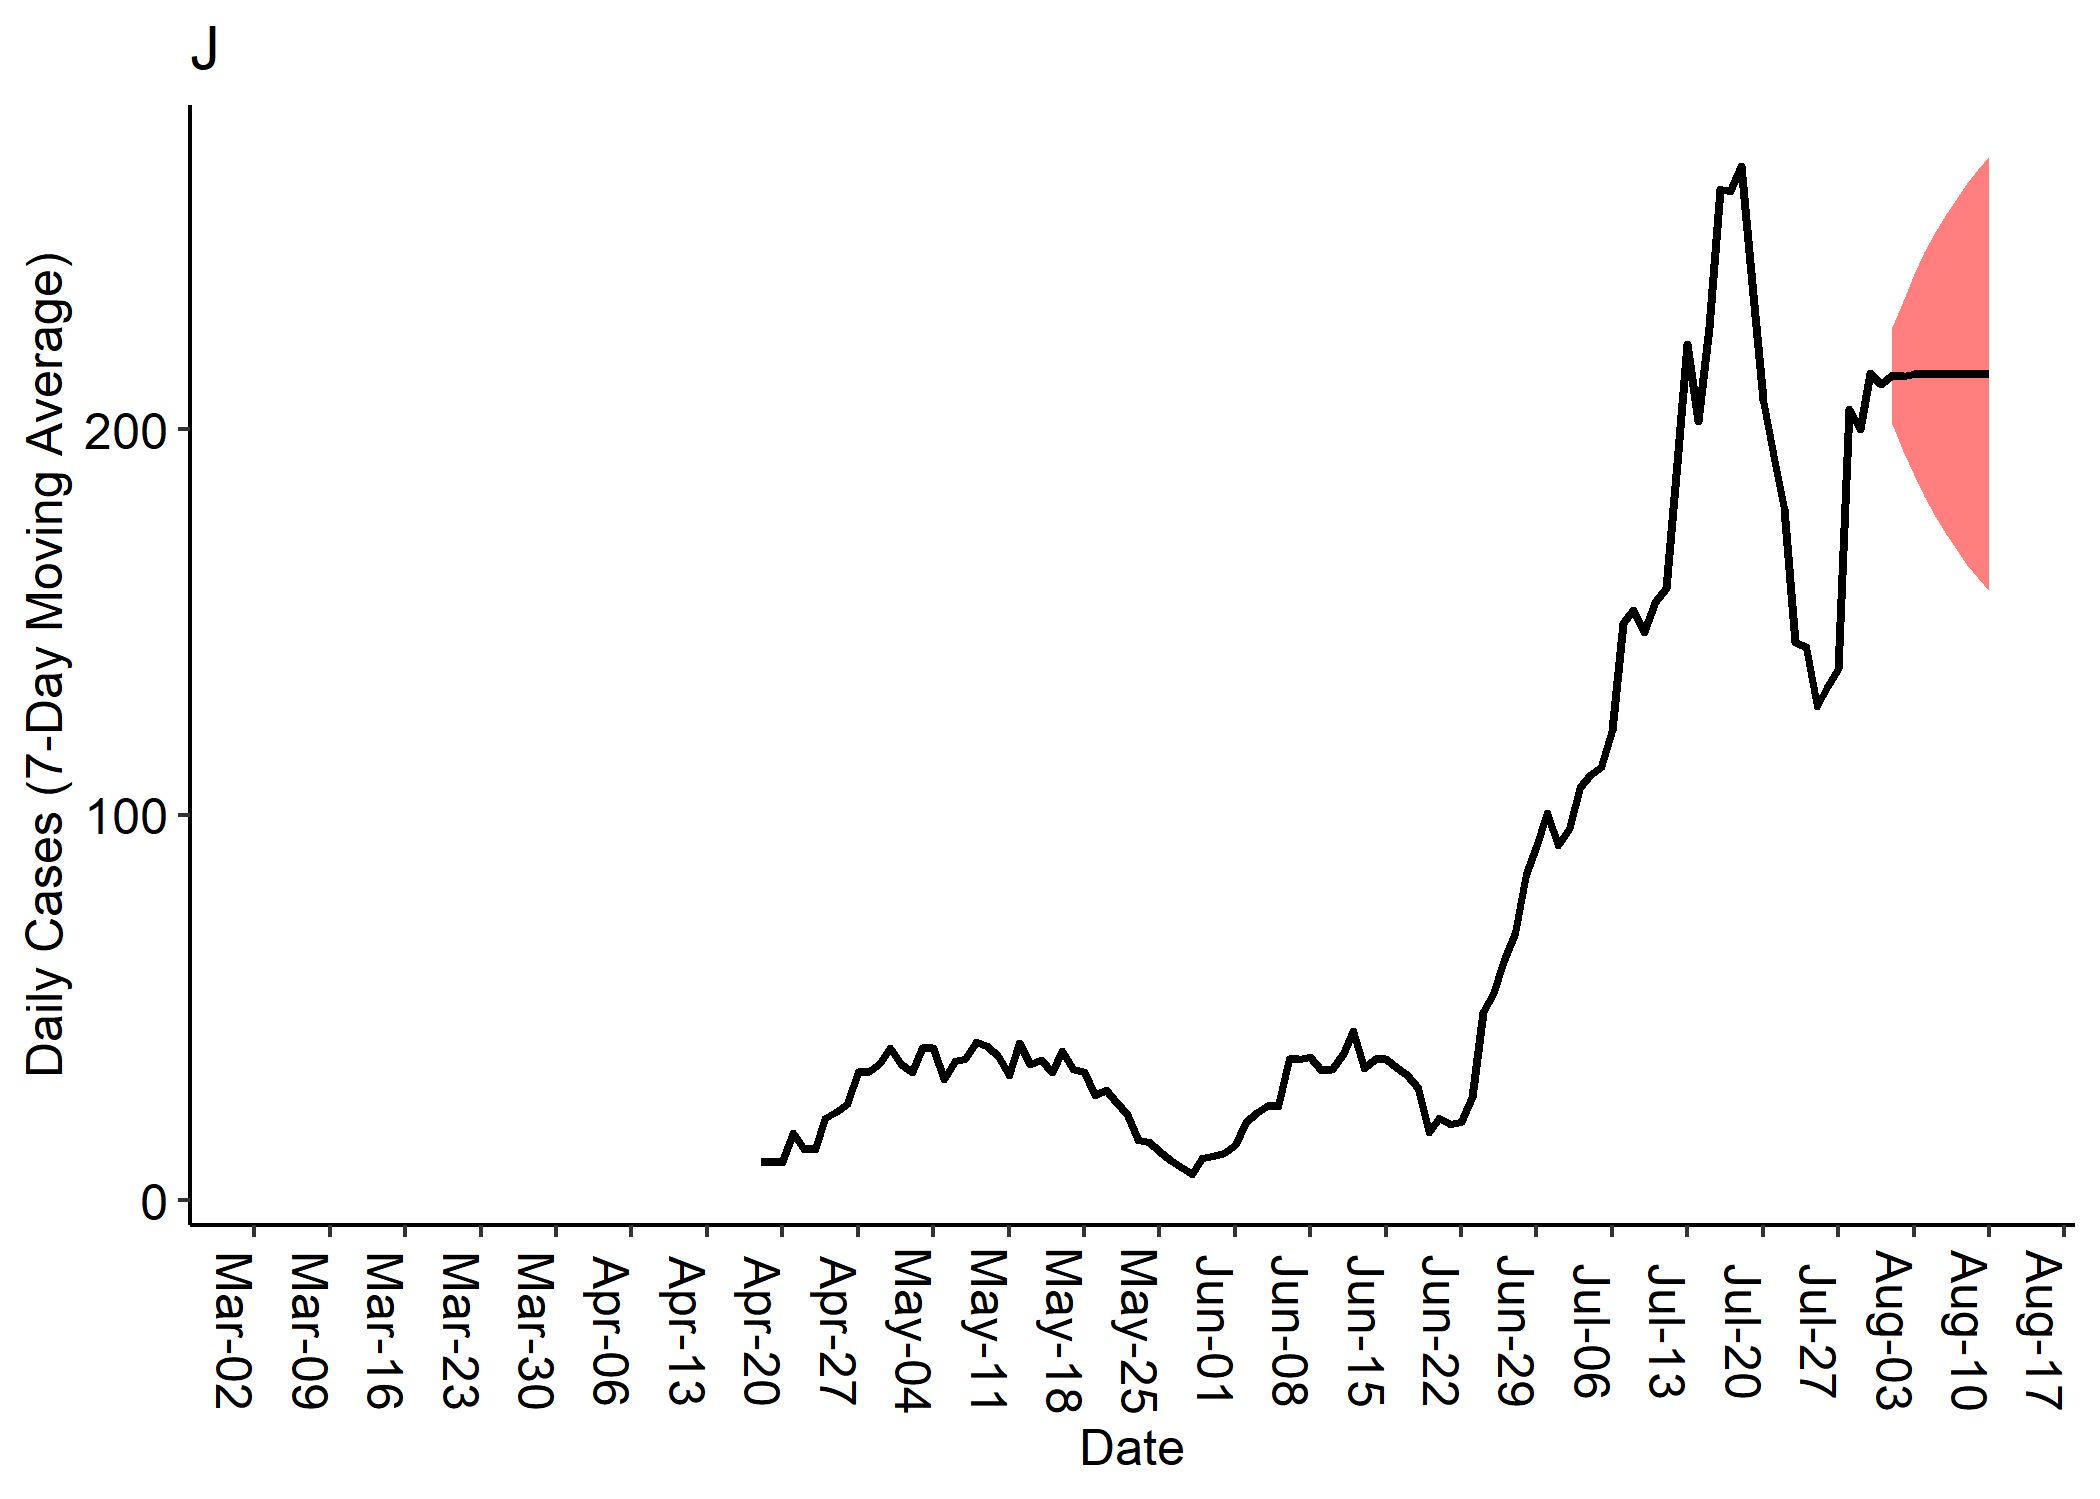 J
Daily Cases (7-Day Moving Average)
200
100
0
Mar-02
Mar-09
Mar-16
Mar-23
Mar-30
Apr-06
Apr-13
Apr-20
Apr-27
May-04
May-11
May-18
May-25
Jun-01
Jun-08
Jun-15
Jun-22
Jun-29
Jul-06
Jul-13
Jul-20
Jul-27
Aug-03
Aug-10
Aug-17
Date